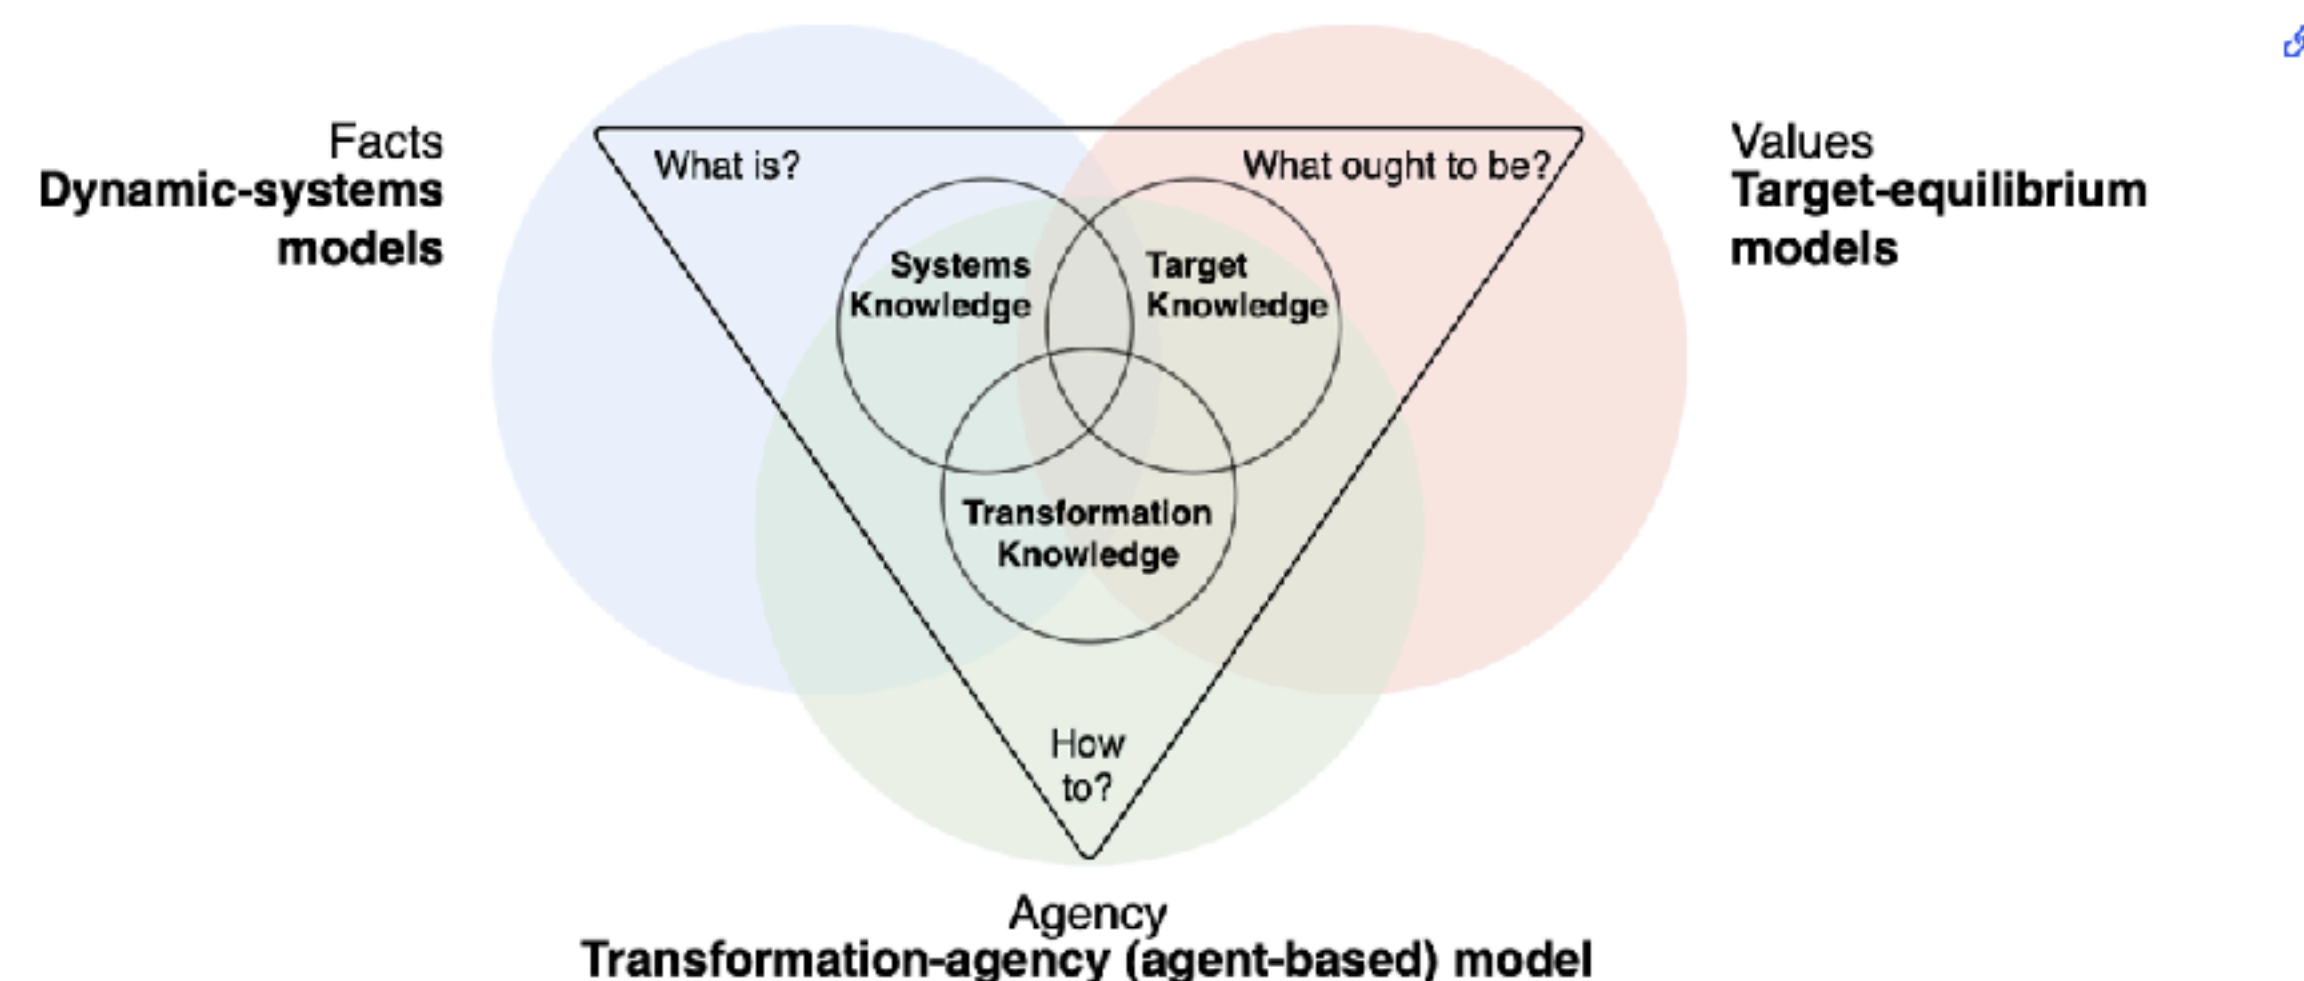 Facts
Dynamic-systems
models
What is?
What ought to be?
Values
Target-equilibrium
models
Systems
Knowledge
Target
Knowledge
Transformation
Knowledge
How
to?
Agency
Transformation-agency (agent-based) model